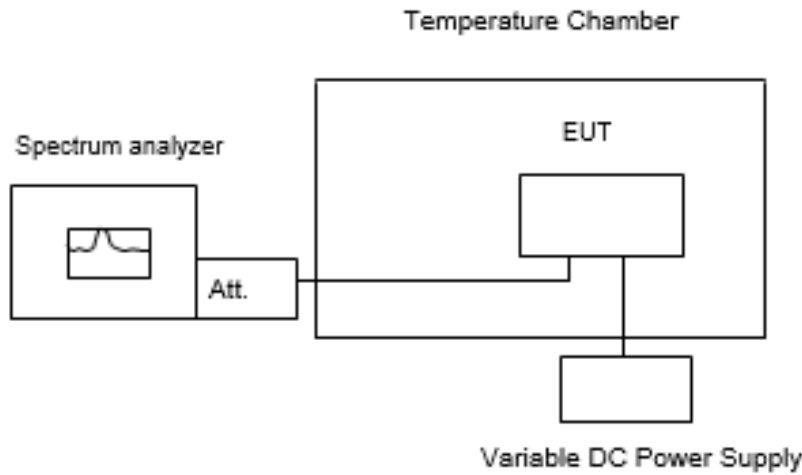 Temperature Chamber
Spectrum analyzer
EUT
Att.
Variable DC Power Supply